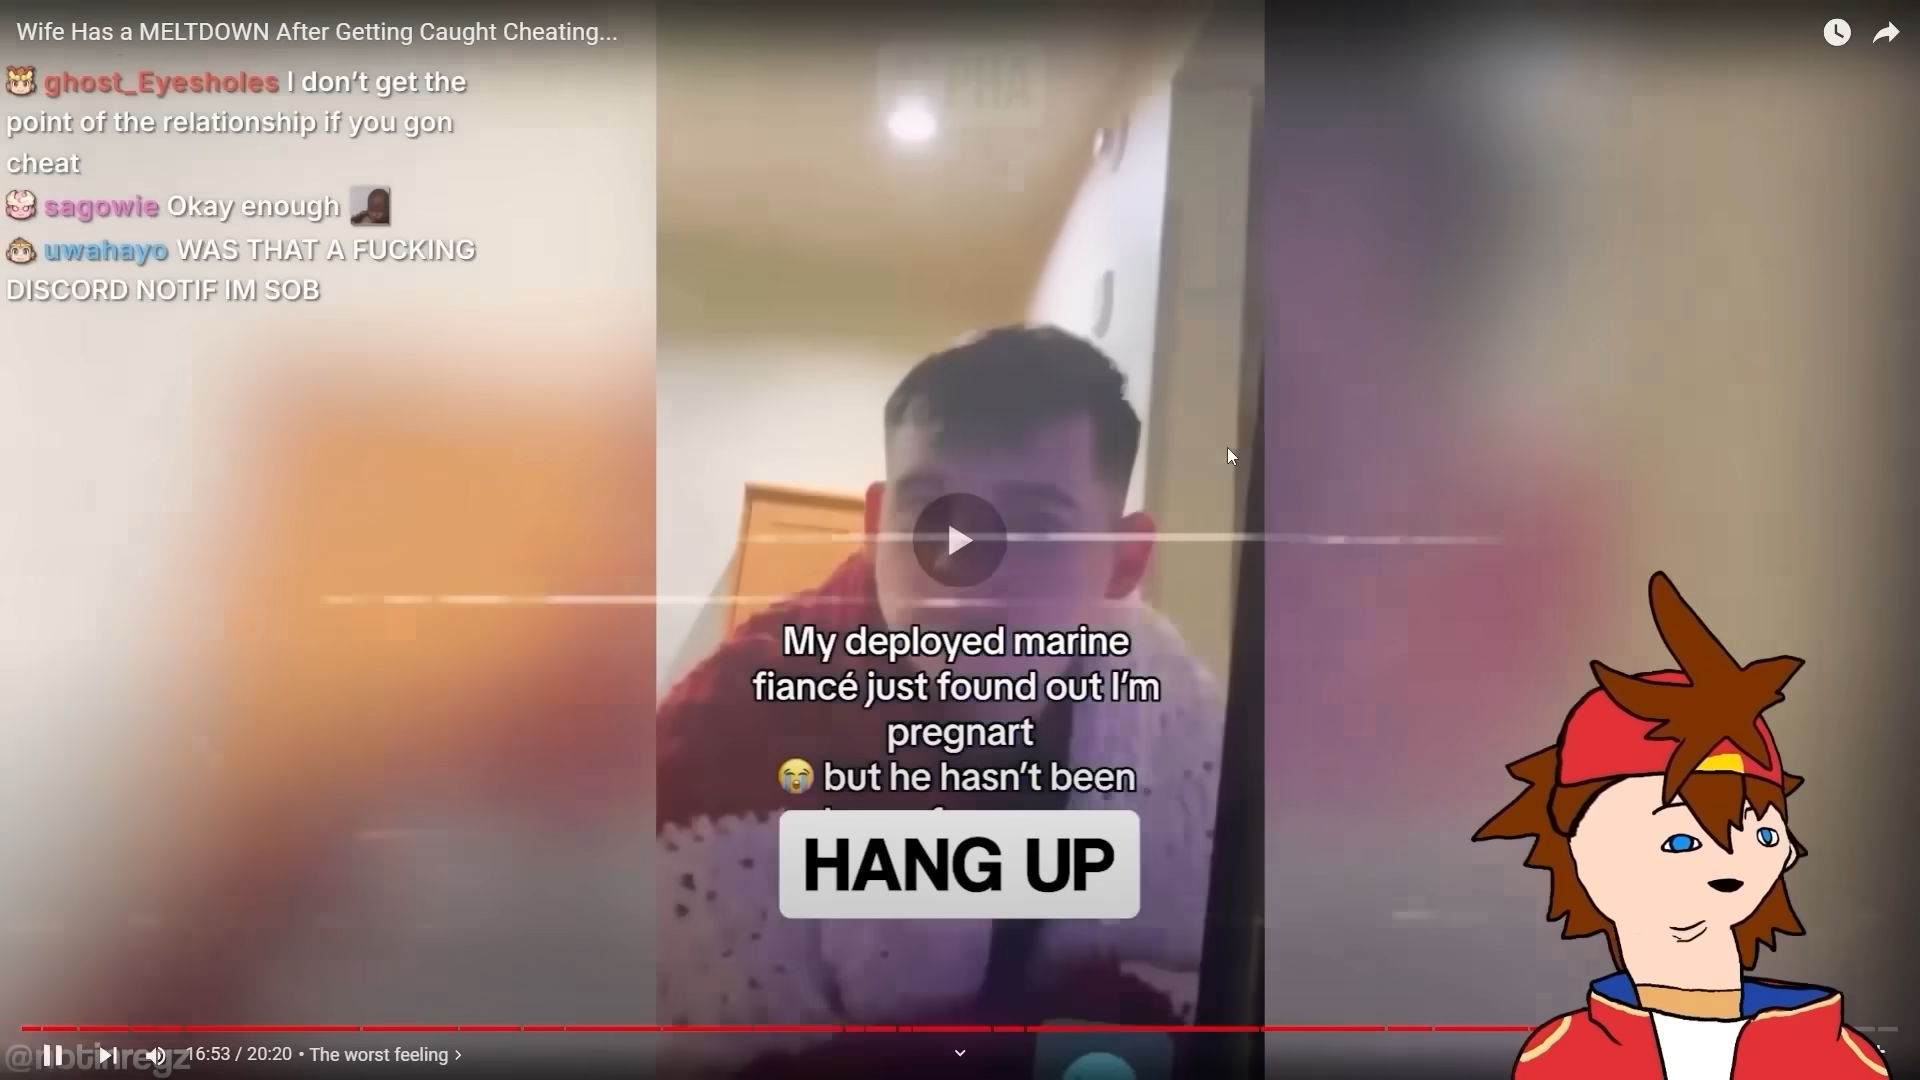 Wife Has a MELTDOWN After Getting Caught Cheating...
ghost_Eyesholes I don’t get the
point of the relationship if you gon
cheat
sagowie Okay enough
uwahayo WAS THAT A FUCKING
DISCORD NOTIF IM SOB
PHA
My deployed marine
fiancé just found out I’m
pregnart
😭 but he hasn’t been
HANG UP
@notinregz
16:53 / 20:20 • The worst feeling ›